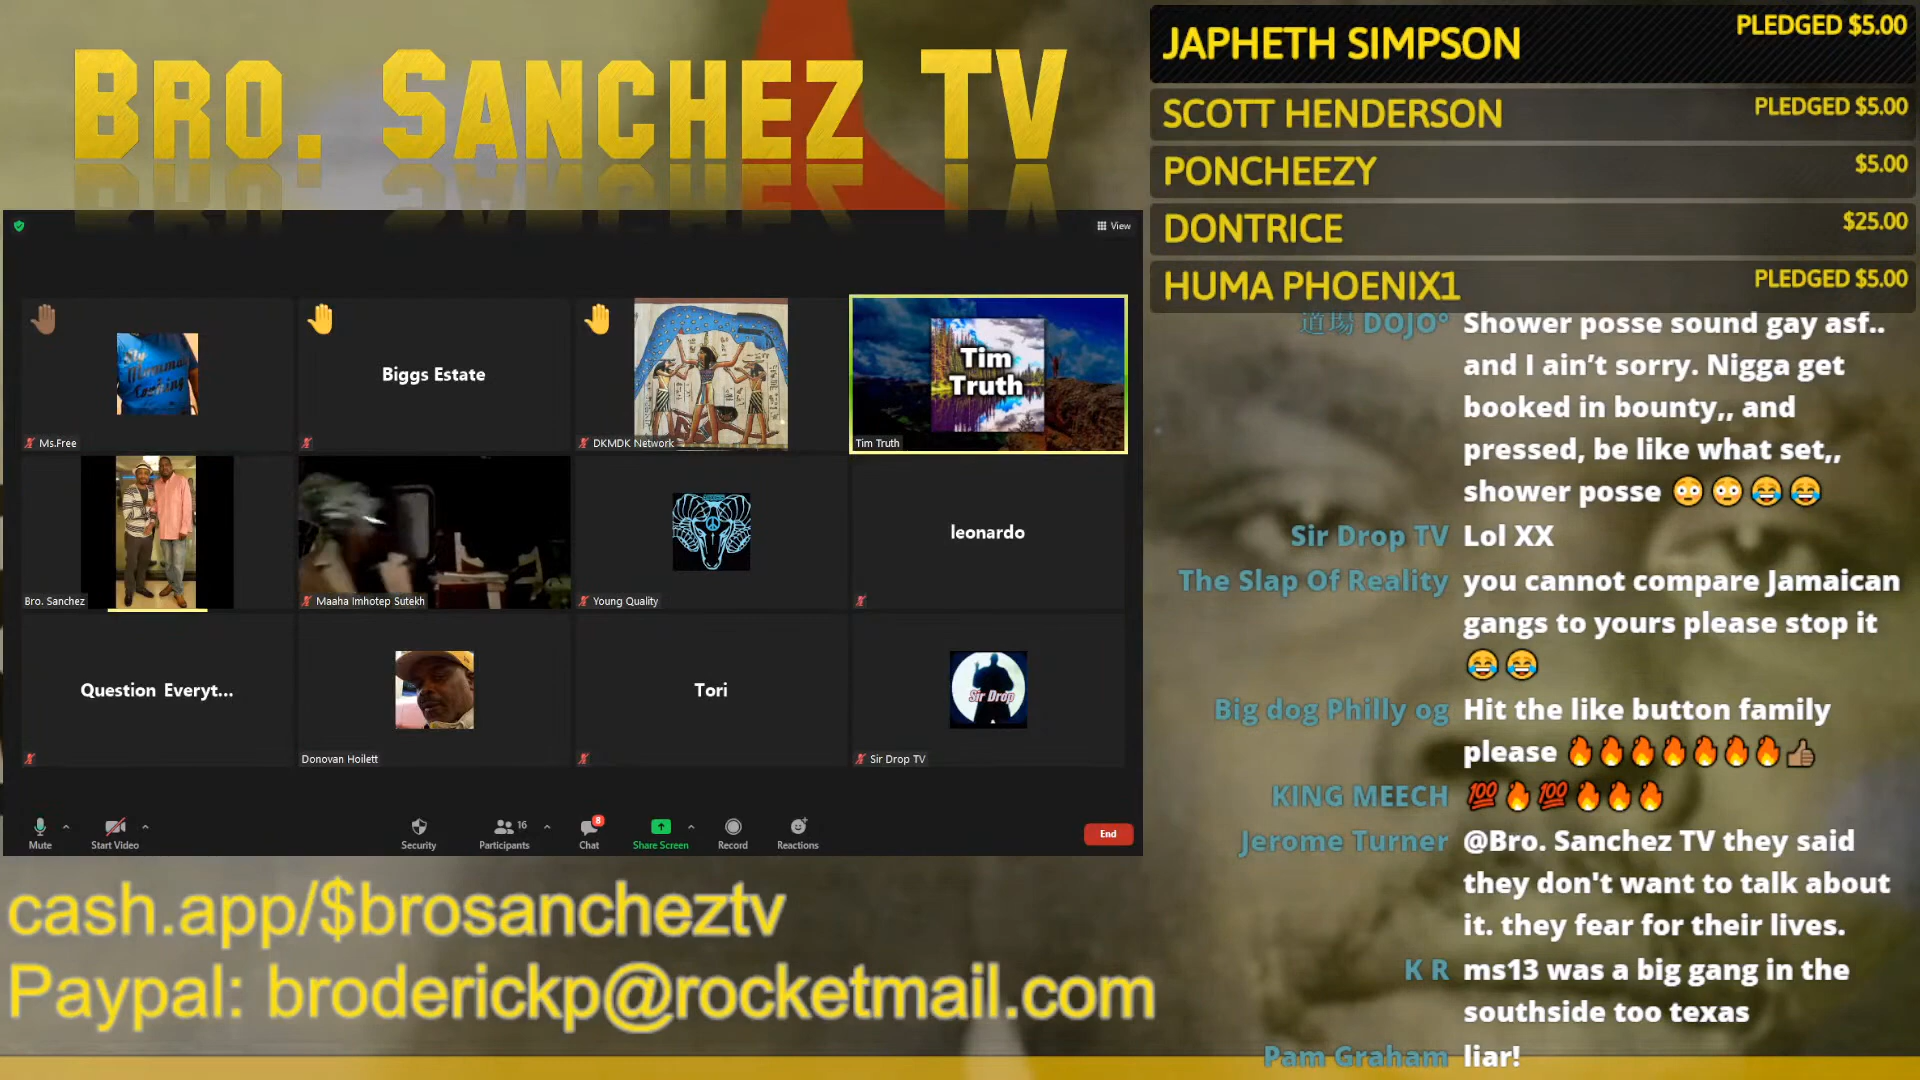 BRO. SANCHEZ TV
JAPHETH SIMPSON
PLEDGED $5.00
SCOTT HENDERSON
PLEDGED $5.00
PONCHEEZY
$5.00
DONTRICE
$25.00
HUMA PHOENIX1
PLEDGED $5.00
View
Ms.Free
Biggs Estate
DKMDK Network
Tim
Truth
Tim Truth
Bro. Sanchez
Maaha Imhotep Sutekh
Young Quality
leonardo
Question Everyt...
Donovan Hoilett
Tori
Sir Drop
Sir Drop TV
Mute
Start Video
Security
16
Participants
8
Chat
Share Screen
Record
Reactions
End
cash.app/$brosancheztv
Paypal: broderickp@rocketmail.com
道場 DOJO° Shower posse sound gay asf..
and I ain’t sorry. Nigga get
booked in bounty,, and
pressed, be like what set,,
shower posse 😳😳😂😂
Sir Drop TV Lol XX
The Slap Of Reality you cannot compare Jamaican
gangs to yours please stop it
😂😂
Big dog Philly og Hit the like button family
please 🔥🔥🔥🔥🔥🔥🔥👍🏽
KING MEECH 💯🔥💯🔥🔥🔥
Jerome Turner @Bro. Sanchez TV they said
they don't want to talk about
it. they fear for their lives.
K R ms13 was a big gang in the
southside too texas
Pam Graham liar!